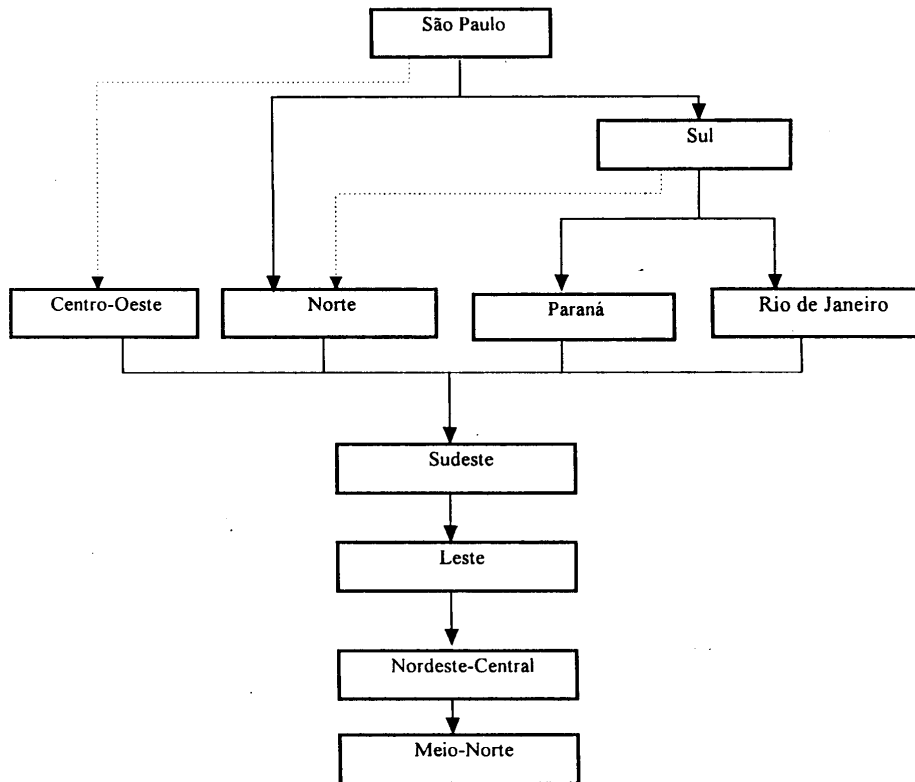 São Paulo
Sul
Centro-Oeste
Norte
Paraná
Rio de Janeiro
Sudeste
Leste
Nordeste-Central
Meio-Norte